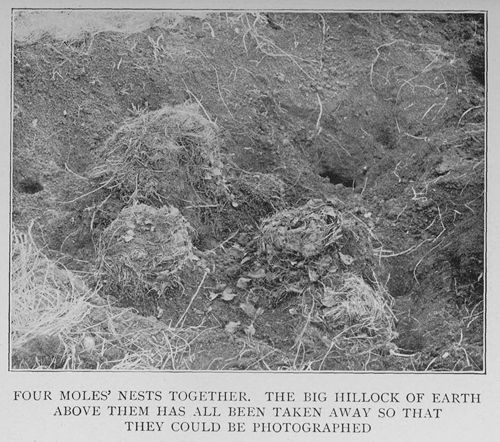 FOUR MOLES' NESTS TOGETHER. THE BIG HILLOCK OF EARTH
ABOVE THEM HAS ALL BEEN TAKEN AWAY SO THAT
THEY COULD BE PHOTOGRAPHED